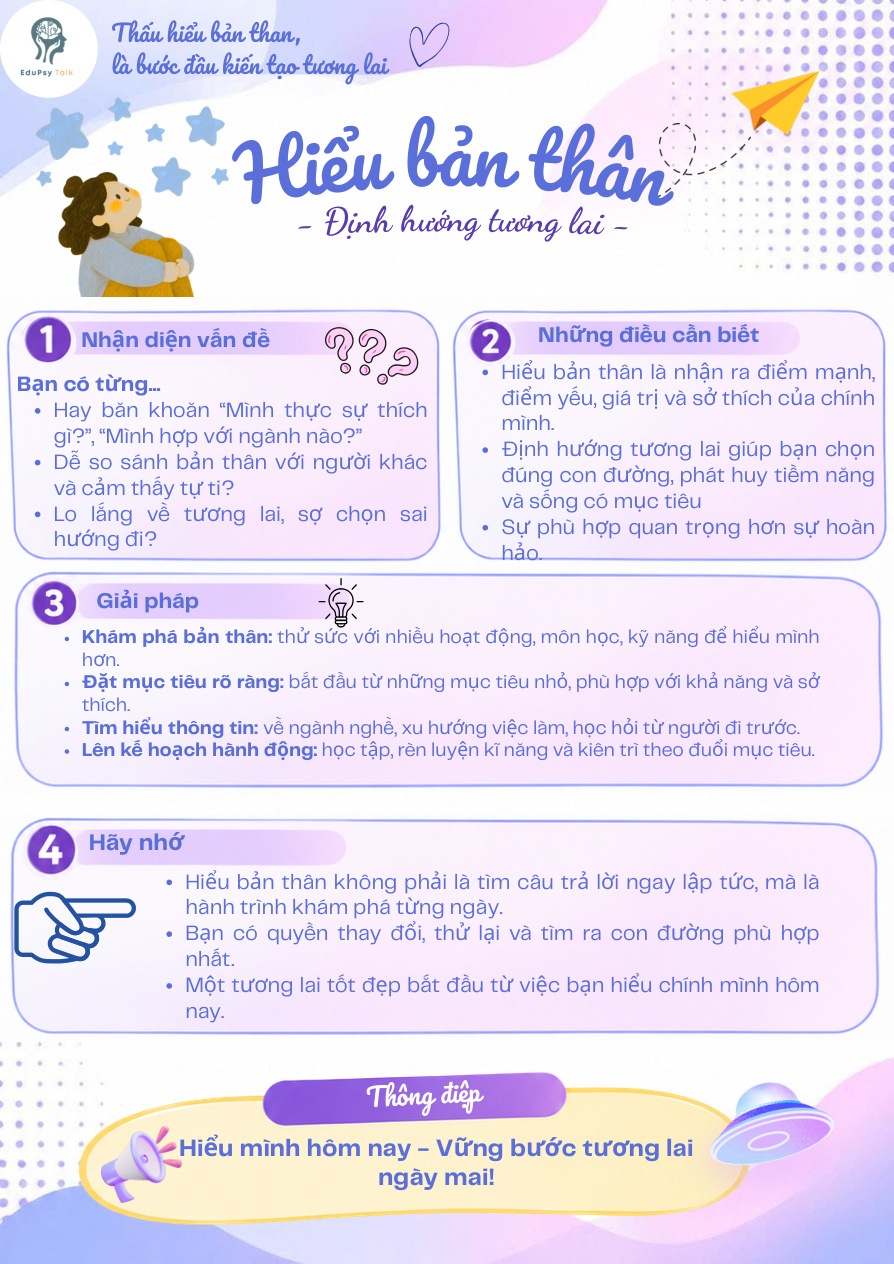 EduPsy Talk
Thấu hiểu bản than,
là bước đầu kiến tạo tương lai
Hiểu bản thân
- Định hướng tương lai -
1 Nhận diện vấn đề
???
Bạn có từng...
• Hay băn khoăn “Mình thực sự thích
gì?”, “Mình hợp với ngành nào?”
• Dễ so sánh bản thân với người khác
và cảm thấy tự ti?
• Lo lắng về tương lai, sợ chọn sai
hướng đi?
2 Những điều cần biết
• Hiểu bản thân là nhận ra điểm mạnh,
điểm yếu, giá trị và sở thích của chính
mình.
• Định hướng tương lai giúp bạn chọn
đúng con đường, phát huy tiềm năng
và sống có mục tiêu
• Sự phù hợp quan trọng hơn sự hoàn
hảo.
3 Giải pháp
• Khám phá bản thân: thử sức với nhiều hoạt động, môn học, kỹ năng để hiểu mình
hơn.
• Đặt mục tiêu rõ ràng: bắt đầu từ những mục tiêu nhỏ, phù hợp với khả năng và sở
thích.
• Tìm hiểu thông tin: về ngành nghề, xu hướng việc làm, học hỏi từ người đi trước.
• Lên kế hoạch hành động: học tập, rèn luyện kĩ năng và kiên trì theo đuổi mục tiêu.
4 Hãy nhớ
• Hiểu bản thân không phải là tìm câu trả lời ngay lập tức, mà là
hành trình khám phá từng ngày.
• Bạn có quyền thay đổi, thử lại và tìm ra con đường phù hợp
nhất.
• Một tương lai tốt đẹp bắt đầu từ việc bạn hiểu chính mình hôm
nay.
Thông điệp
Hiểu mình hôm nay – Vững bước tương lai
ngày mai!